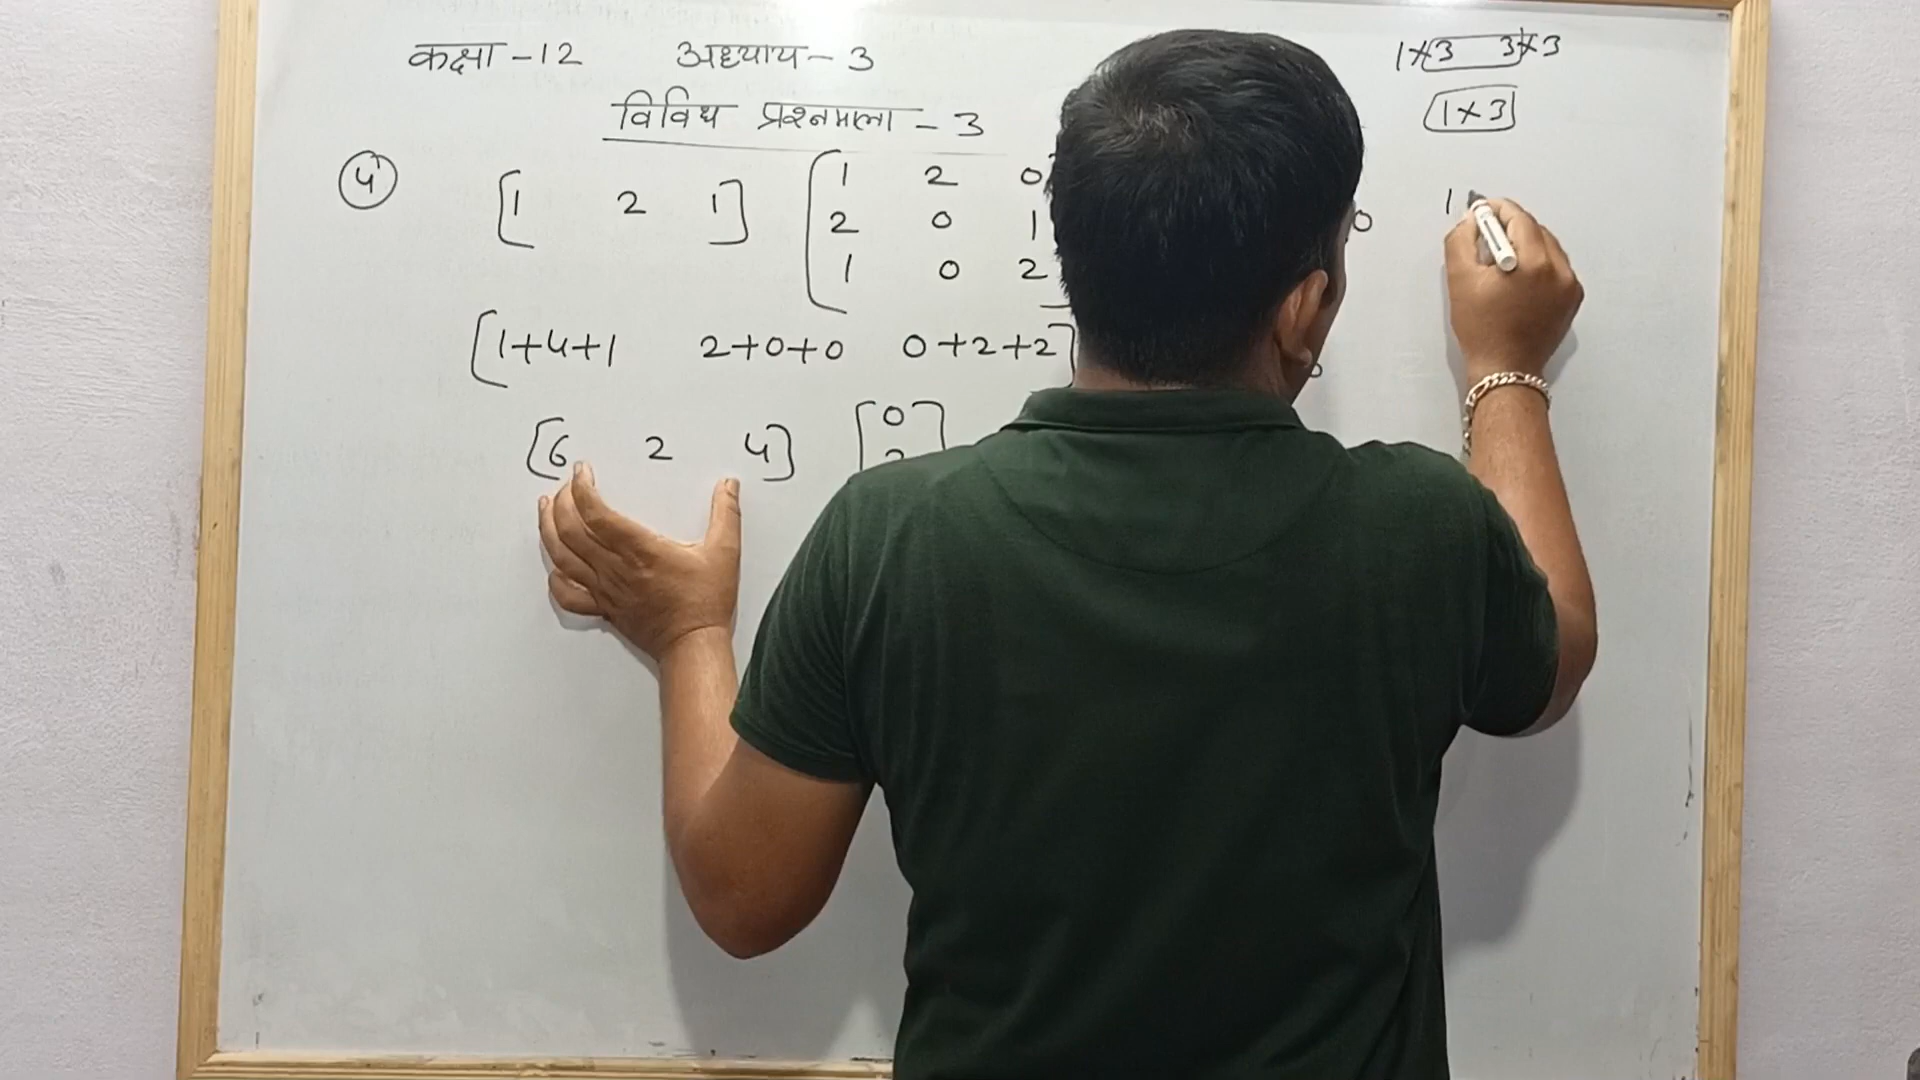 कक्षा - 12 अध्याय - 3
विविध प्रश्नमाला - 3
1×3 3×3
1×3
4 [1 2 1] [1 2 0
2 0 1
1 0 2
0
1
[1+4+1 2+0+0 0+2+2]
[6 2 4] [0